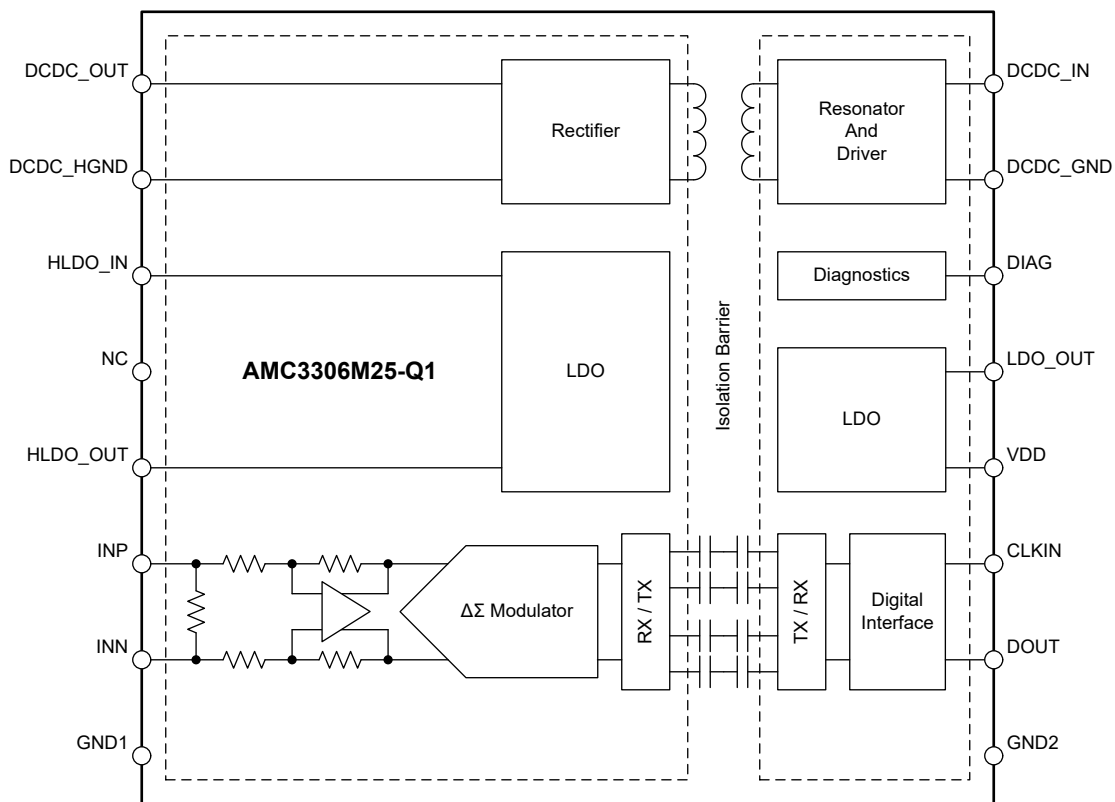 DCDC_OUT
DCDC_HGND
HLDO_IN
NC
HLDO_OUT
INP
INN
GND1
Rectifier
AMC3306M25-Q1
LDO
ΔΣ Modulator
RX / TX
Isolation Barrier
Resonator
And
Driver
Diagnostics
LDO
TX / RX
Digital
Interface
DCDC_IN
DCDC_GND
DIAG
LDO_OUT
VDD
CLKIN
DOUT
GND2